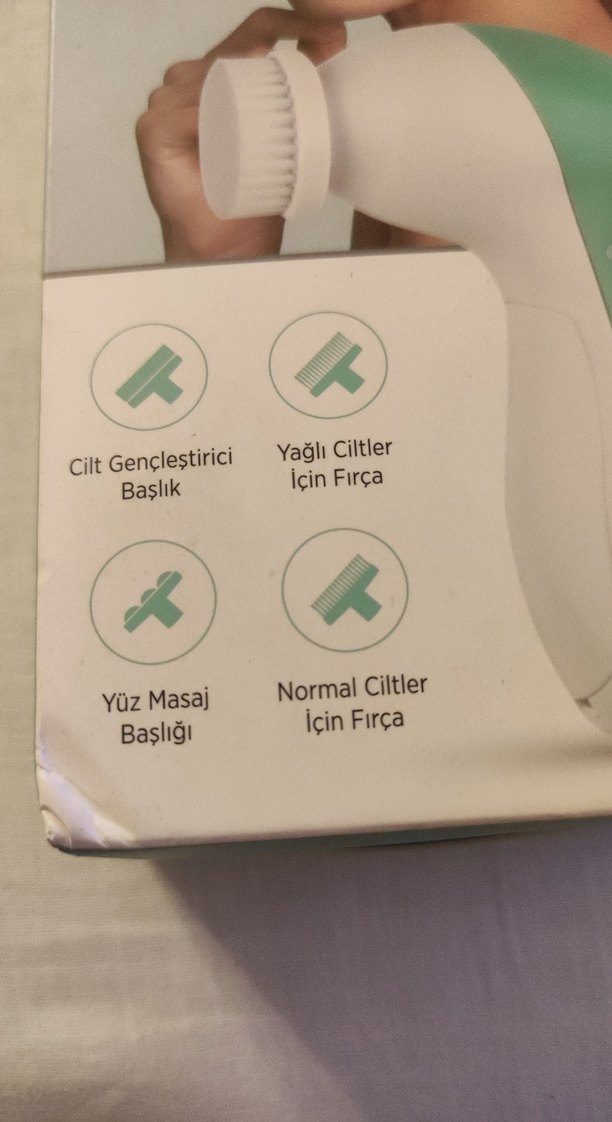 Cilt Gençleştirici
Başlık
Yağlı Ciltler
İçin Fırça
Yüz Masaj
Başlığı
Normal Ciltler
İçin Fırça